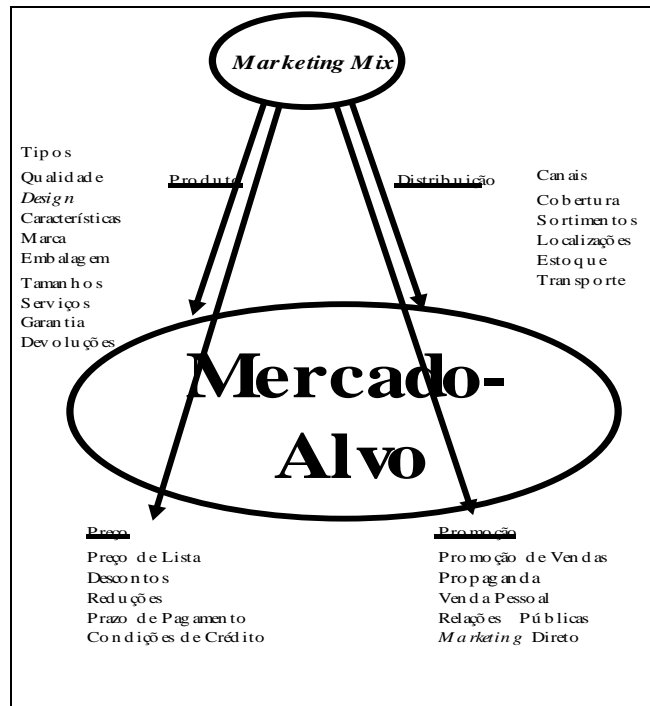 Marketing Mix
Tipos
Qualidade
Design
Características
Marca
Embalagem
Tamanhos
Serviços
Garantia
Devoluções
Produto
Distribuição
Canais
Cobertura
Sortimentos
Localizações
Estoque
Transporte
Mercado-
Alvo
Preço
Preço de Lista
Descontos
Reduções
Prazo de Pagamento
Condições de Crédito
Promoção
Promoção de Vendas
Propaganda
Venda Pessoal
Relações Públicas
Marketing Direto